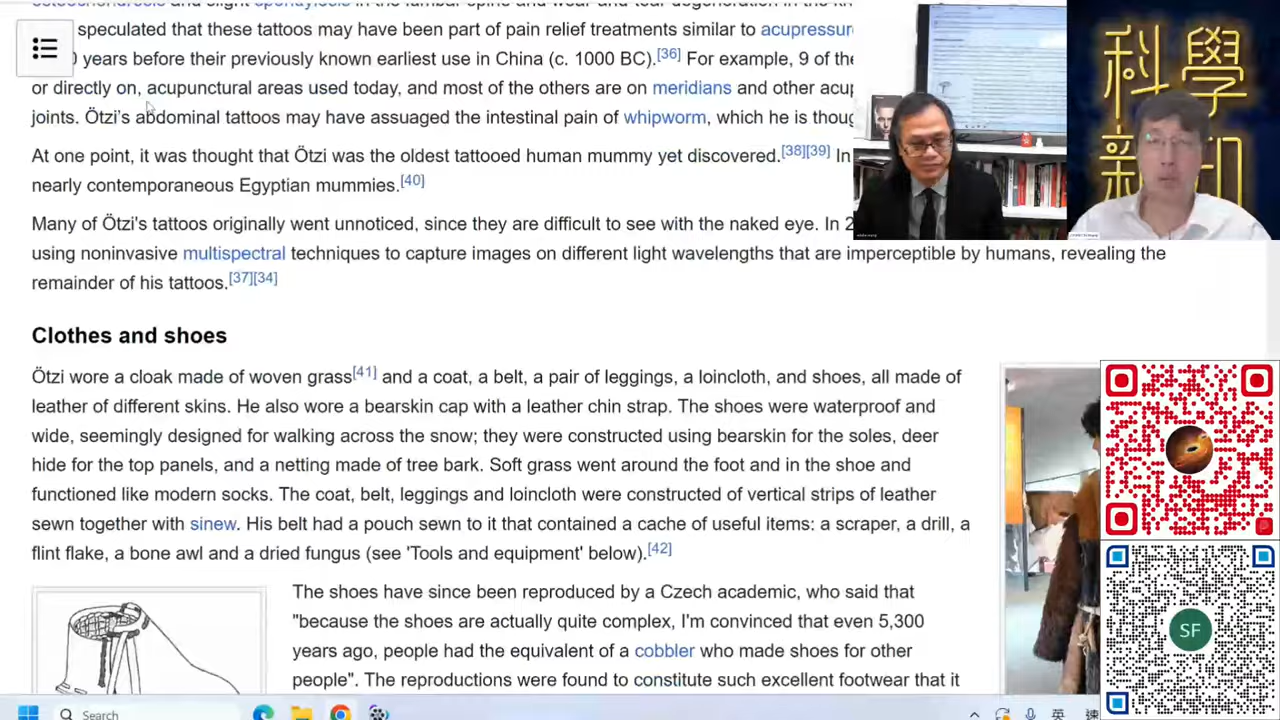 speculated that these tattoos may have been part of pain relief treatments similar to acupressure
years before their previously known earliest use in China (c. 1000 BC).[36] For example, 9 of the
or directly on, acupunctural areas used today, and most of the others are on meridians and other acup
joints. Ötzi's abdominal tattoos may have assuaged the intestinal pain of whipworm, which he is thoug
At one point, it was thought that Ötzi was the oldest tattooed human mummy yet discovered.[38][39] In
nearly contemporaneous Egyptian mummies.[40]
Many of Ötzi's tattoos originally went unnoticed, since they are difficult to see with the naked eye. In 2
using noninvasive multispectral techniques to capture images on different light wavelengths that are imperceptible by humans, revealing the
remainder of his tattoos.[37][34]
Clothes and shoes
Ötzi wore a cloak made of woven grass[41] and a coat, a belt, a pair of leggings, a loincloth, and shoes, all made of
leather of different skins. He also wore a bearskin cap with a leather chin strap. The shoes were waterproof and
wide, seemingly designed for walking across the snow; they were constructed using bearskin for the soles, deer
hide for the top panels, and a netting made of tree bark. Soft grass went around the foot and in the shoe and
functioned like modern socks. The coat, belt, leggings and loincloth were constructed of vertical strips of leather
sewn together with sinew. His belt had a pouch sewn to it that contained a cache of useful items: a scraper, a drill, a
flint flake, a bone awl and a dried fungus (see 'Tools and equipment' below).[42]
The shoes have since been reproduced by a Czech academic, who said that
"because the shoes are actually quite complex, I'm convinced that even 5,300
years ago, people had the equivalent of a cobbler who made shoes for other
people". The reproductions were found to constitute such excellent footwear that it
科學
新知
SF
Search
英